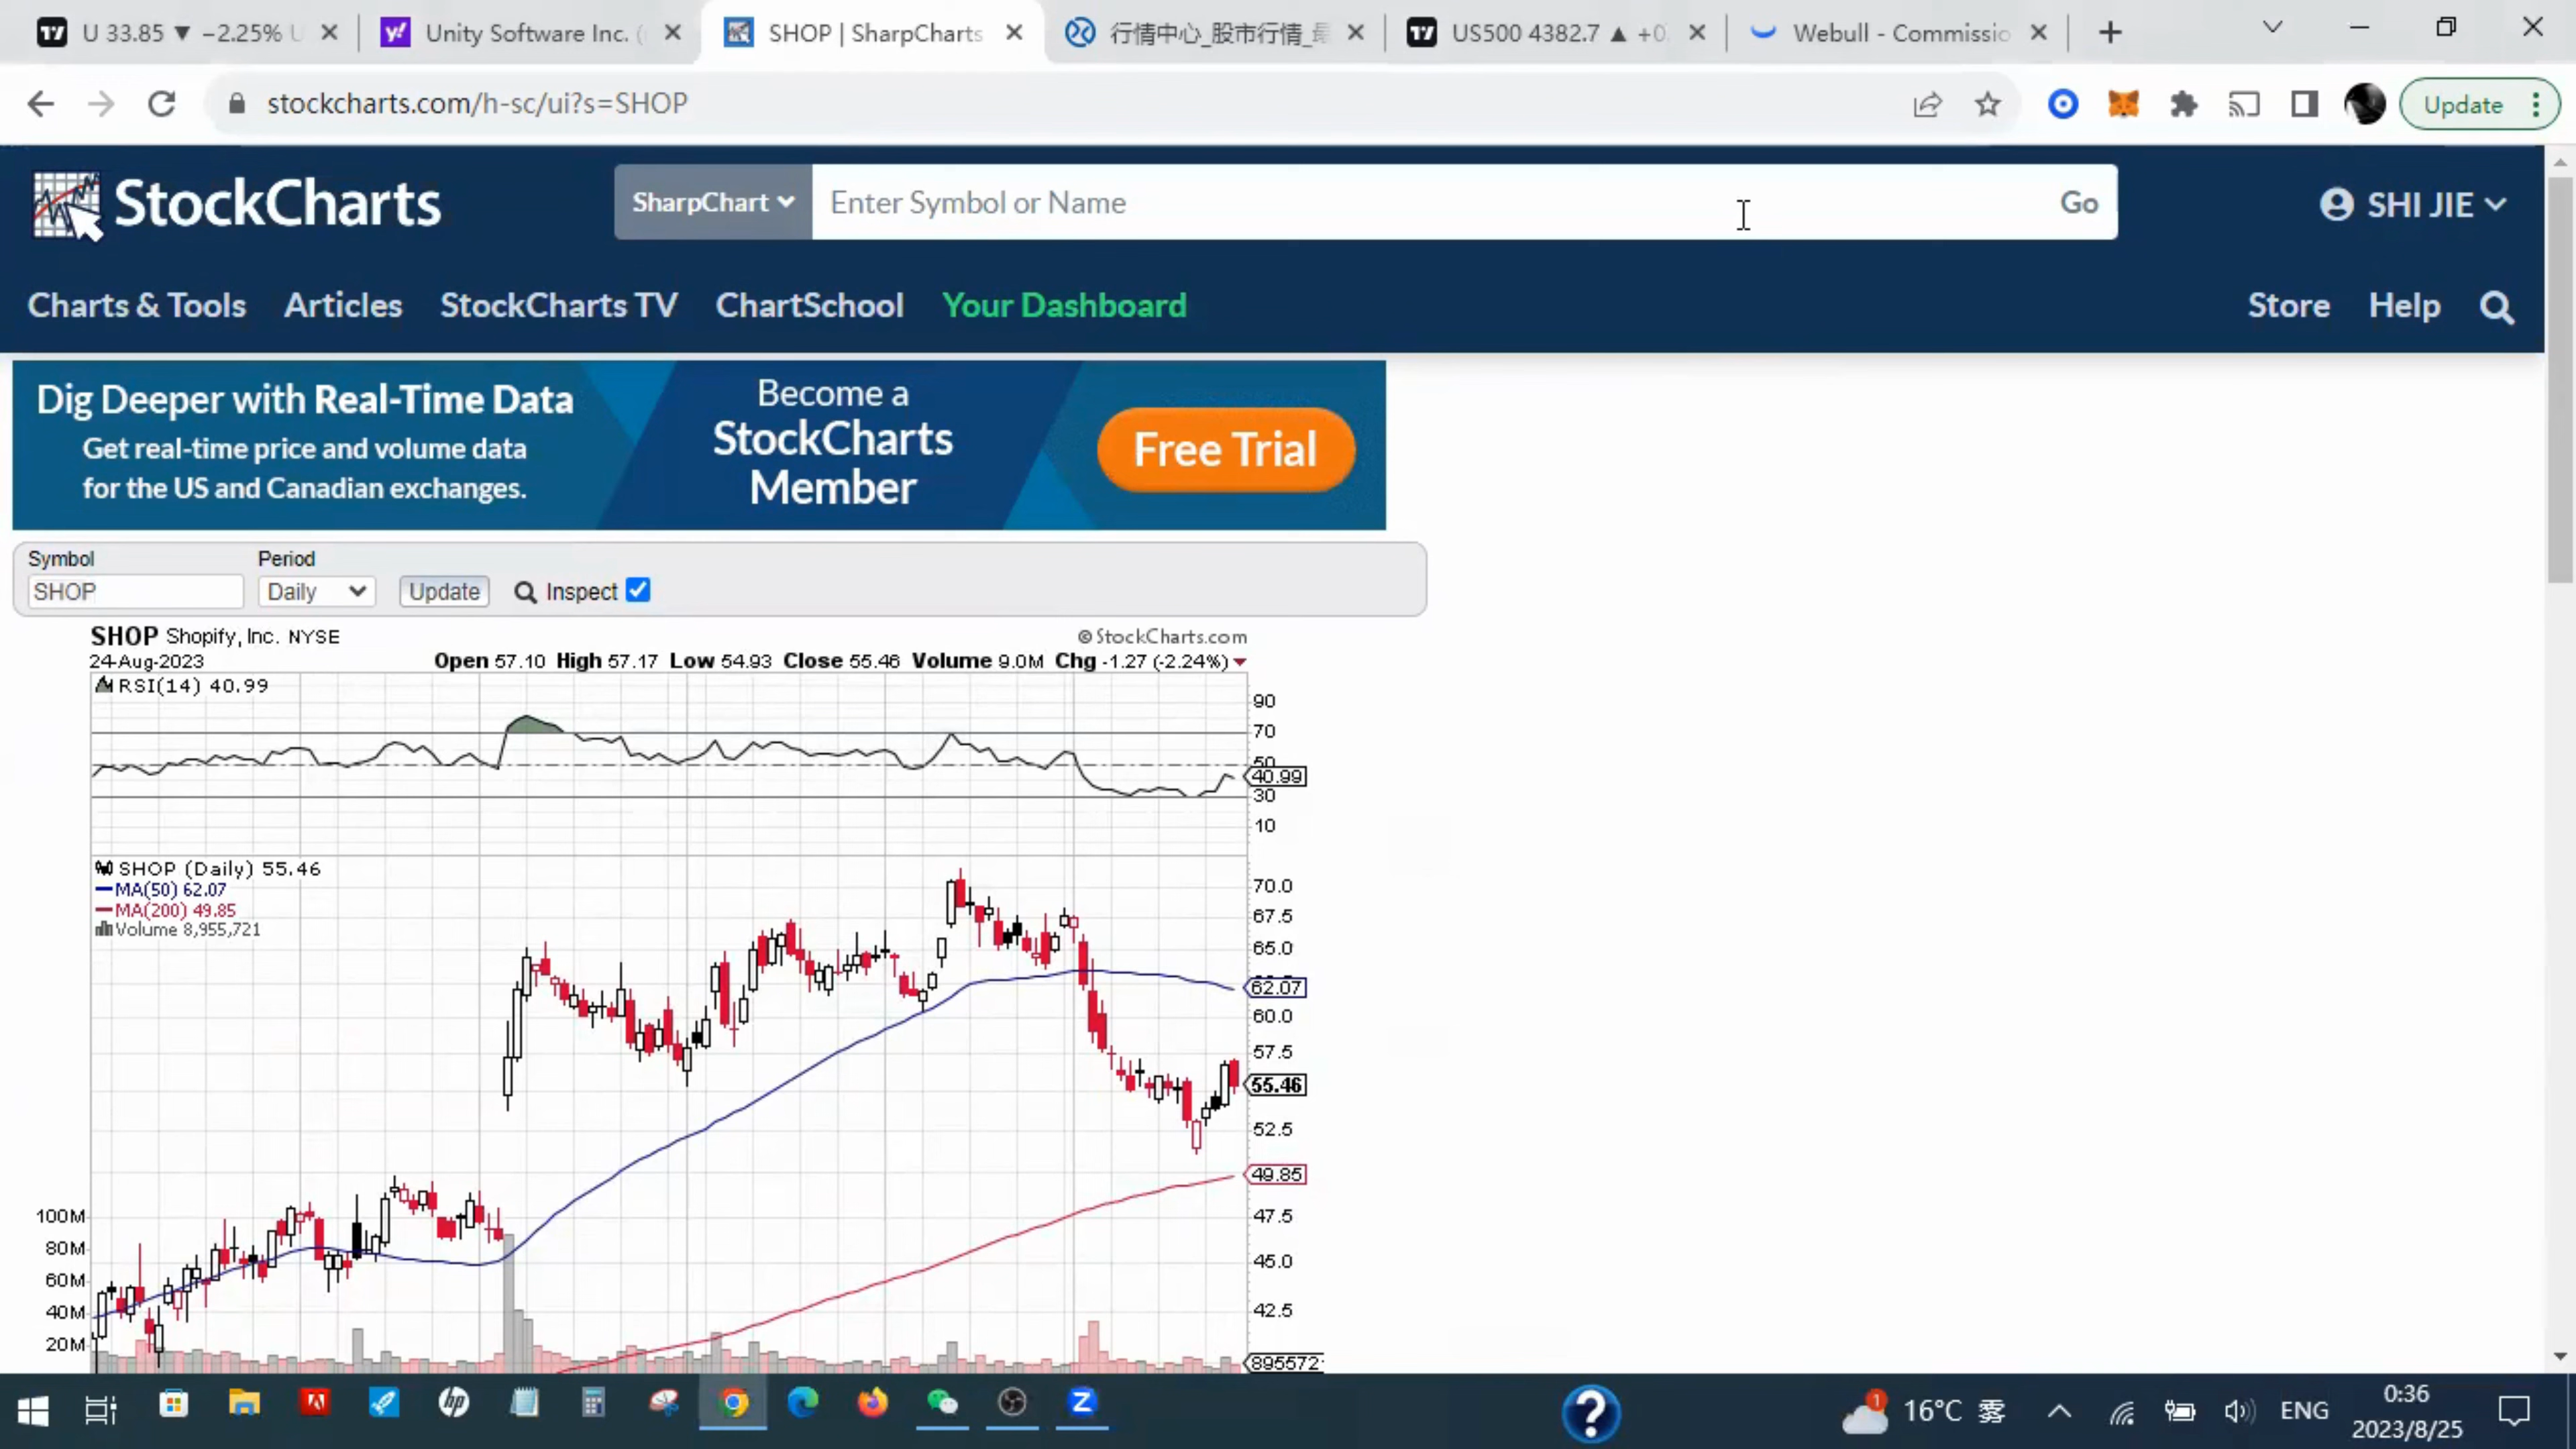 U 33.85 ▼ −2.25% U
Unity Software Inc. (
SHOP | SharpCharts
行情中心_股市行情_
US500 4382.7 ▲ +0
Webull - Commissio
stockcharts.com/h-sc/ui?s=SHOP
Update
StockCharts
SharpChart
Enter Symbol or Name
Go
SHI JIE
Charts & Tools
Articles
StockCharts TV
ChartSchool
Your Dashboard
Store
Help
Dig Deeper with Real-Time Data
Get real-time price and volume data
for the US and Canadian exchanges.
Become a
StockCharts
Member
Free Trial
Symbol
Period
SHOP
Daily
Update
Inspect
SHOP Shopify, Inc. NYSE
© StockCharts.com
24-Aug-2023
Open 57.10 High 57.17 Low 54.93 Close 55.46 Volume 9.0M Chg -1.27 (-2.24%)
RSI(14) 40.99
90
70
50
40.99
30
10
SHOP (Daily) 55.46
MA(50) 62.07
MA(200) 49.85
Volume 8,955,721
70.0
67.5
65.0
62.07
60.0
57.5
55.46
52.5
49.85
47.5
45.0
42.5
100M
80M
60M
40M
20M
895572
1
16°C 雾
ENG
0:36
2023/8/25